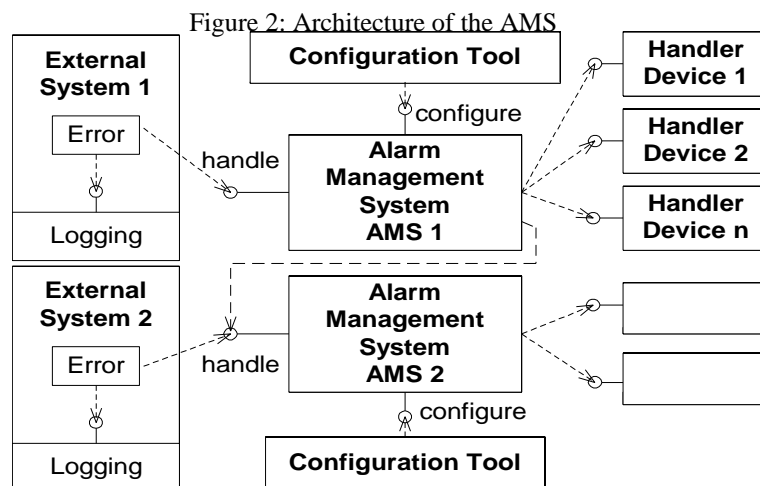 Figure 2: Architecture of the AMS
External
System 1
Error
Logging
Configuration Tool
configure
handle
Alarm
Management
System
AMS 1
Handler
Device 1
Handler
Device 2
Handler
Device n
External
System 2
Error
Logging
handle
Alarm
Management
System
AMS 2
configure
Configuration Tool